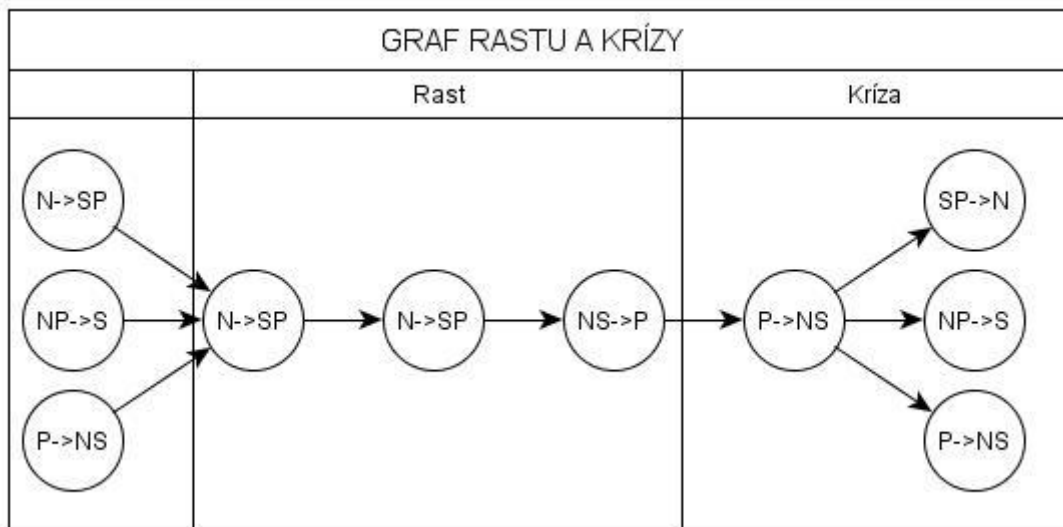 GRAF RASTU A KRÍZY
Rast
Kríza
N->SP
SP->N
NP->S
N->SP
N->SP
NS->P
P->NS
NP->S
P->NS
P->NS